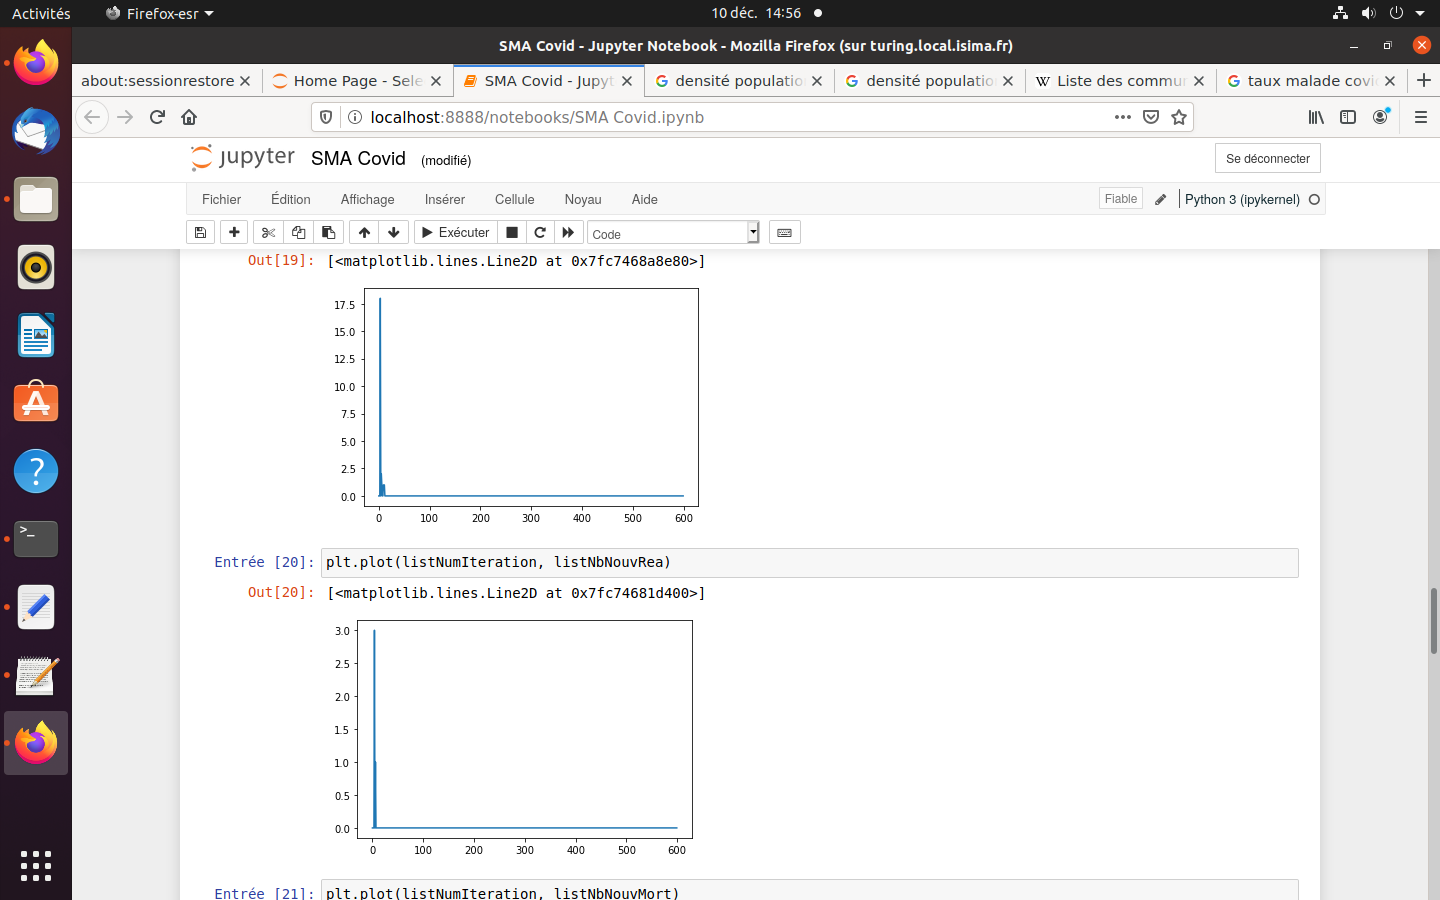 Activités
Firefox-esr
10 déc. 14:56
SMA Covid - Jupyter Notebook - Mozilla Firefox (sur turing.local.isima.fr)
about:sessionrestore
Home Page - Sele
SMA Covid - Jupyt
densité populatio
densité populatio
Liste des commun
taux malade covi
localhost:8888/notebooks/SMA Covid.ipynb
jupyter
SMA Covid
(modifié)
Se déconnecter
Fichier
Édition
Affichage
Insérer
Cellule
Noyau
Aide
Fiable
Python 3 (ipykernel)
Exécuter
Code
Out[19]: [<matplotlib.lines.Line2D at 0x7fc7468a8e80>]
17.5
15.0
12.5
10.0
7.5
5.0
2.5
0.0
0 100 200 300 400 500 600
Entrée [20]: plt.plot(listNumIteration, listNbNouvRea)
Out[20]: [<matplotlib.lines.Line2D at 0x7fc74681d400>]
3.0
2.5
2.0
1.5
1.0
0.5
0.0
0 100 200 300 400 500 600
Entrée [21]: plt.plot(listNumIteration, listNbNouvMort)